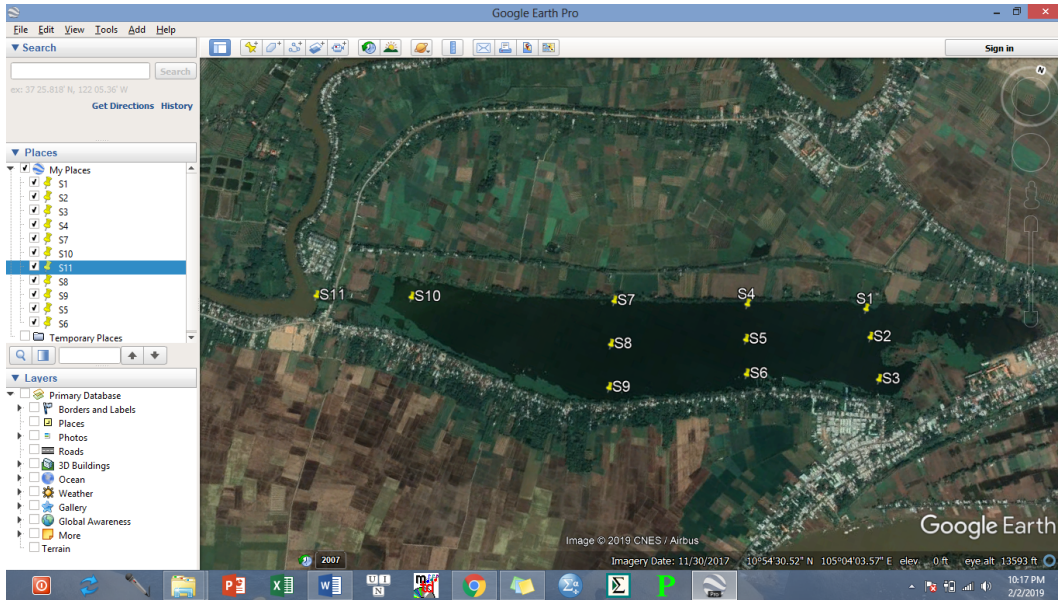 Google Earth Pro
File Edit View Tools Add Help
Search
Search
ex: 37 25.818' N, 122 05.36' W
Get Directions History
Sign in
N
Places
My Places
S1
S2
S3
S4
S7
S10
S11
S8
S9
S5
S6
Temporary Places
Layers
Primary Database
Borders and Labels
Places
Photos
Roads
3D Buildings
Ocean
Weather
Gallery
Global Awareness
More
Terrain
S11 S10 S7 S4 S1
S8 S5 S2
S9 S6 S3
Google Earth
Image © 2019 CNES / Airbus
2007
Imagery Date: 11/30/2017 10°54'30.52" N 105°04'03.57" E elev 0 ft eye alt 13593 ft
10:17 PM
2/2/2019